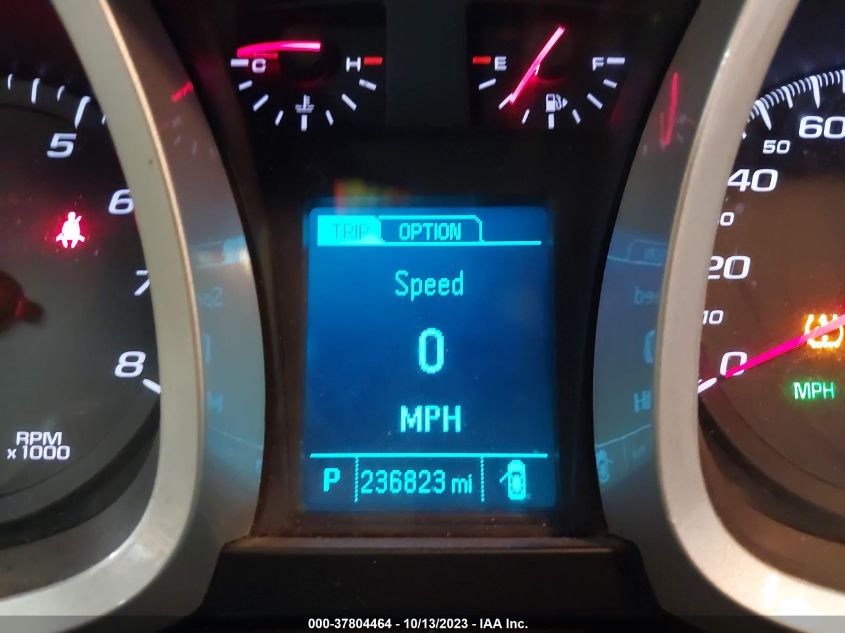 C H
E F
5
6
7
8
RPM
x 1000
TRIP OPTION
Speed
0
MPH
P 236823 mi
60
50
40
20
10
0
MPH
000-37804464 - 10/13/2023 - IAA Inc.